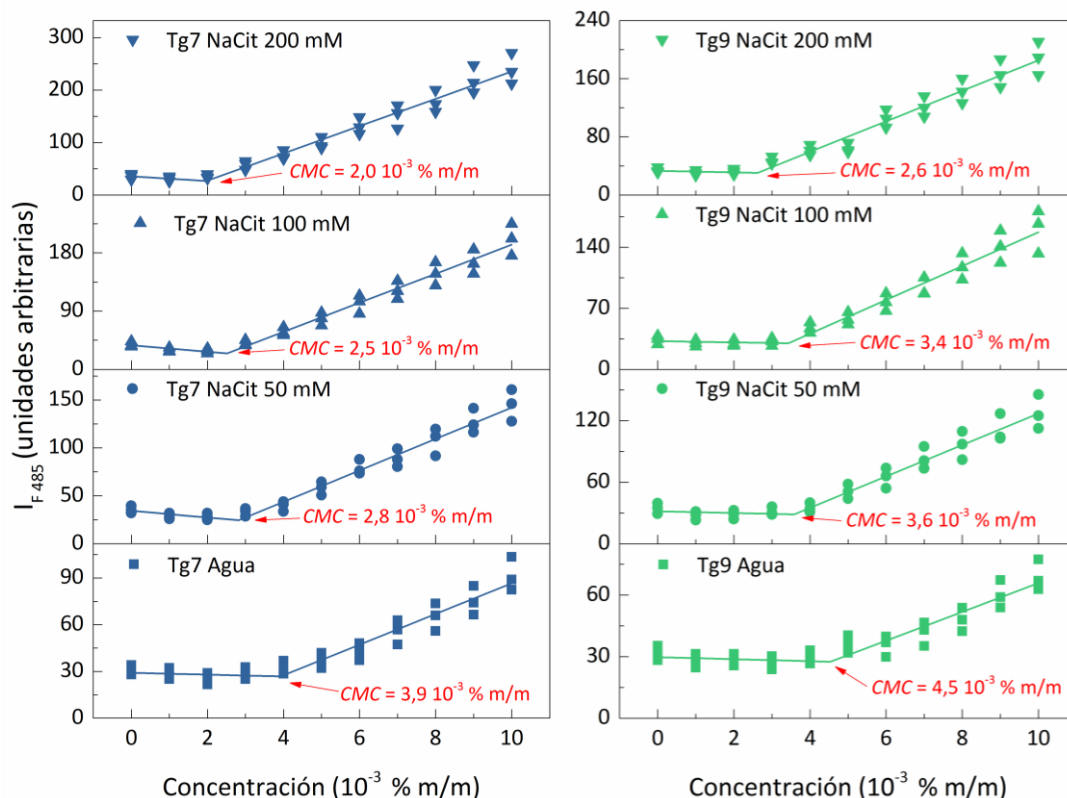 I F 485 (unidades arbitrarias)
300
200
100
0
Tg7 NaCit 200 mM
CMC = 2,0 10⁻³ % m/m
240
160
80
0
Tg9 NaCit 200 mM
CMC = 2,6 10⁻³ % m/m
180
90
0
Tg7 NaCit 100 mM
CMC = 2,5 10⁻³ % m/m
140
70
0
Tg9 NaCit 100 mM
CMC = 3,4 10⁻³ % m/m
150
100
50
0
Tg7 NaCit 50 mM
CMC = 2,8 10⁻³ % m/m
120
60
0
Tg9 NaCit 50 mM
CMC = 3,6 10⁻³ % m/m
90
60
30
0
Tg7 Agua
CMC = 3,9 10⁻³ % m/m
60
30
0
Tg9 Agua
CMC = 4,5 10⁻³ % m/m
0 2 4 6 8 10
0 2 4 6 8 10
Concentración (10⁻³ % m/m)
Concentración (10⁻³ % m/m)